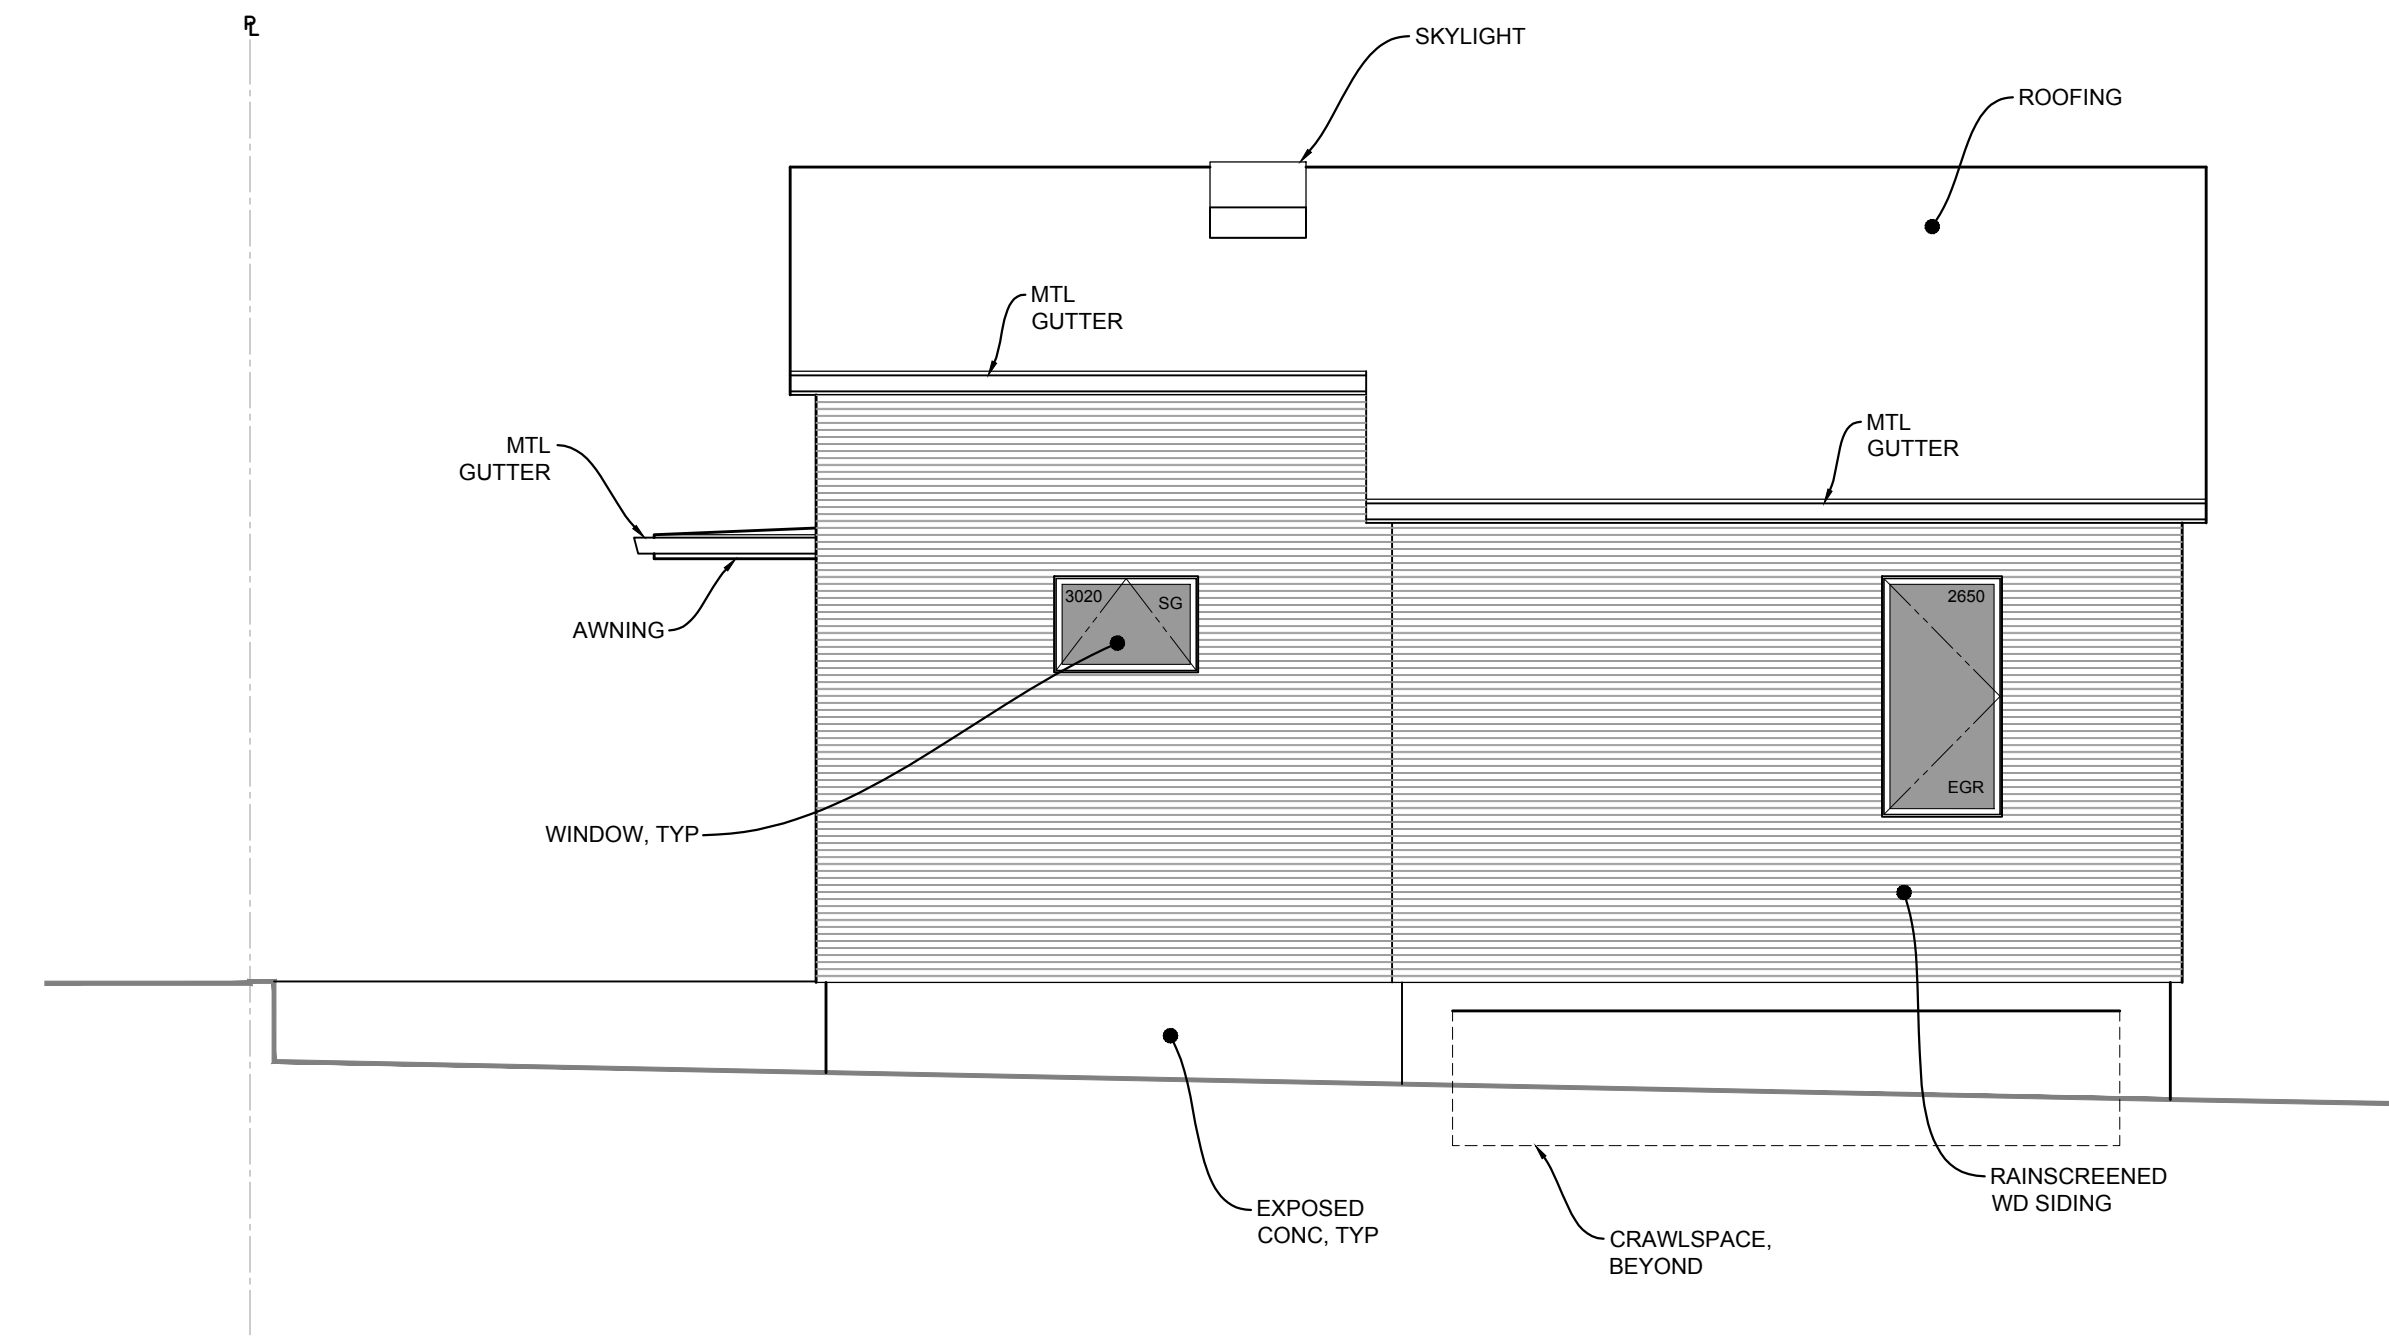 PL
SKYLIGHT
ROOFING
MTL
GUTTER
MTL
GUTTER
MTL
GUTTER
3020
SG
2650
AWNING
EGR
WINDOW, TYP
RAINSCREENED
WD SIDING
EXPOSED
CONC, TYP
CRAWLSPACE,
BEYOND